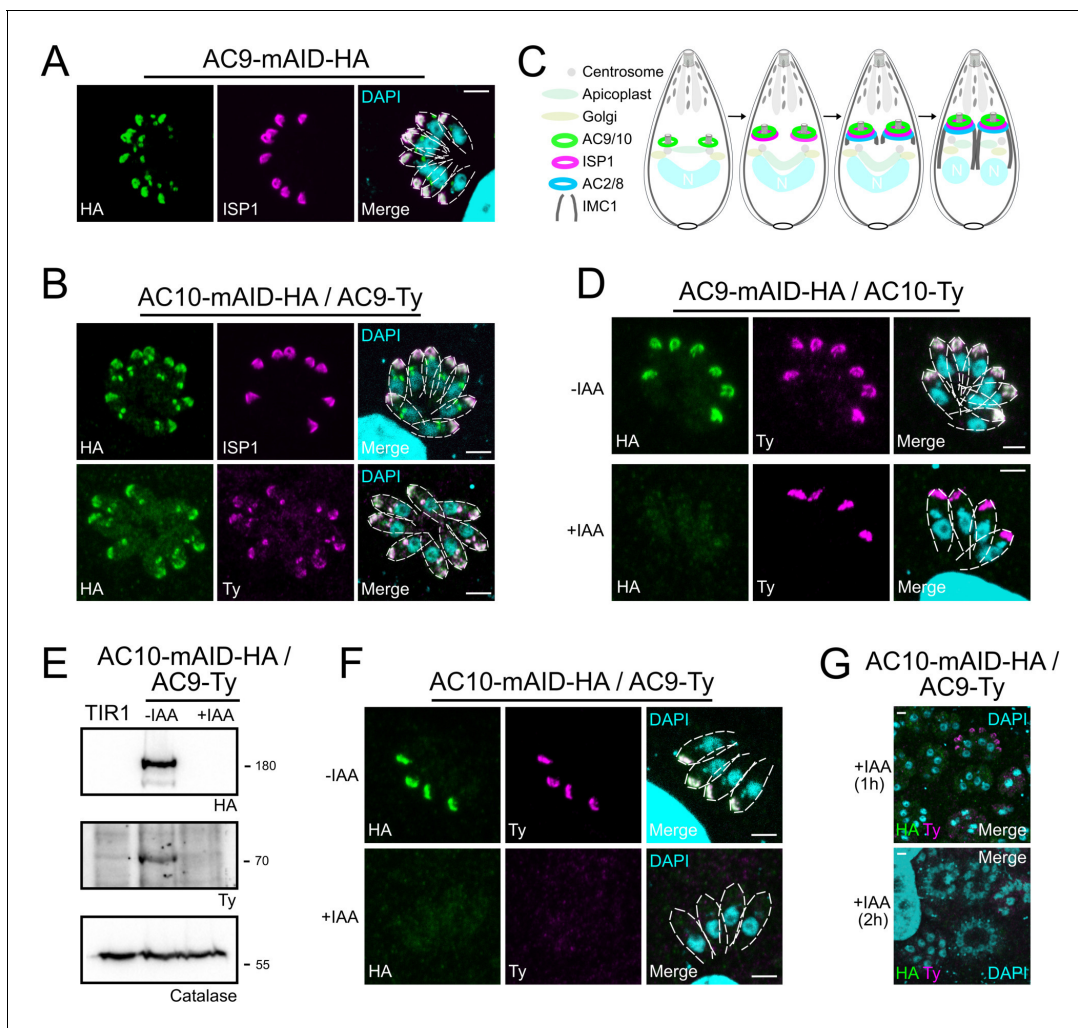 A
AC9-mAID-HA
HA
ISP1
DAPI
Merge
C
Centrosome
Apicoplast
Golgi
AC9/10
ISP1
AC2/8
IMC1
N
N
N
N N
B
AC10-mAID-HA / AC9-Ty
HA
ISP1
DAPI
Merge
HA
Ty
DAPI
Merge
D
AC9-mAID-HA / AC10-Ty
-IAA
HA
Ty
Merge
+IAA
HA
Ty
Merge
E
AC10-mAID-HA /
AC9-Ty
TIR1 -IAA +IAA
- 180
HA
- 70
Ty
- 55
Catalase
F
AC10-mAID-HA / AC9-Ty
-IAA
HA
Ty
DAPI
Merge
+IAA
HA
Ty
DAPI
Merge
G
AC10-mAID-HA /
AC9-Ty
+IAA
(1h)
DAPI
HA Ty Merge
+IAA
(2h)
Merge
HA Ty DAPI